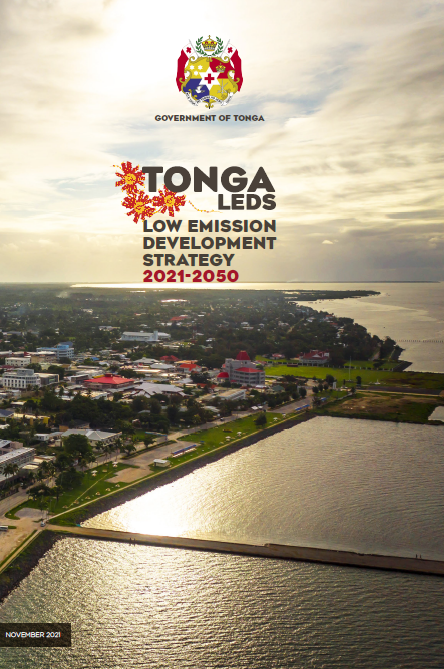 GOVERNMENT OF TONGA
TONGA
LEDS
LOW EMISSION
DEVELOPMENT
STRATEGY
2021-2050
NOVEMBER 2021